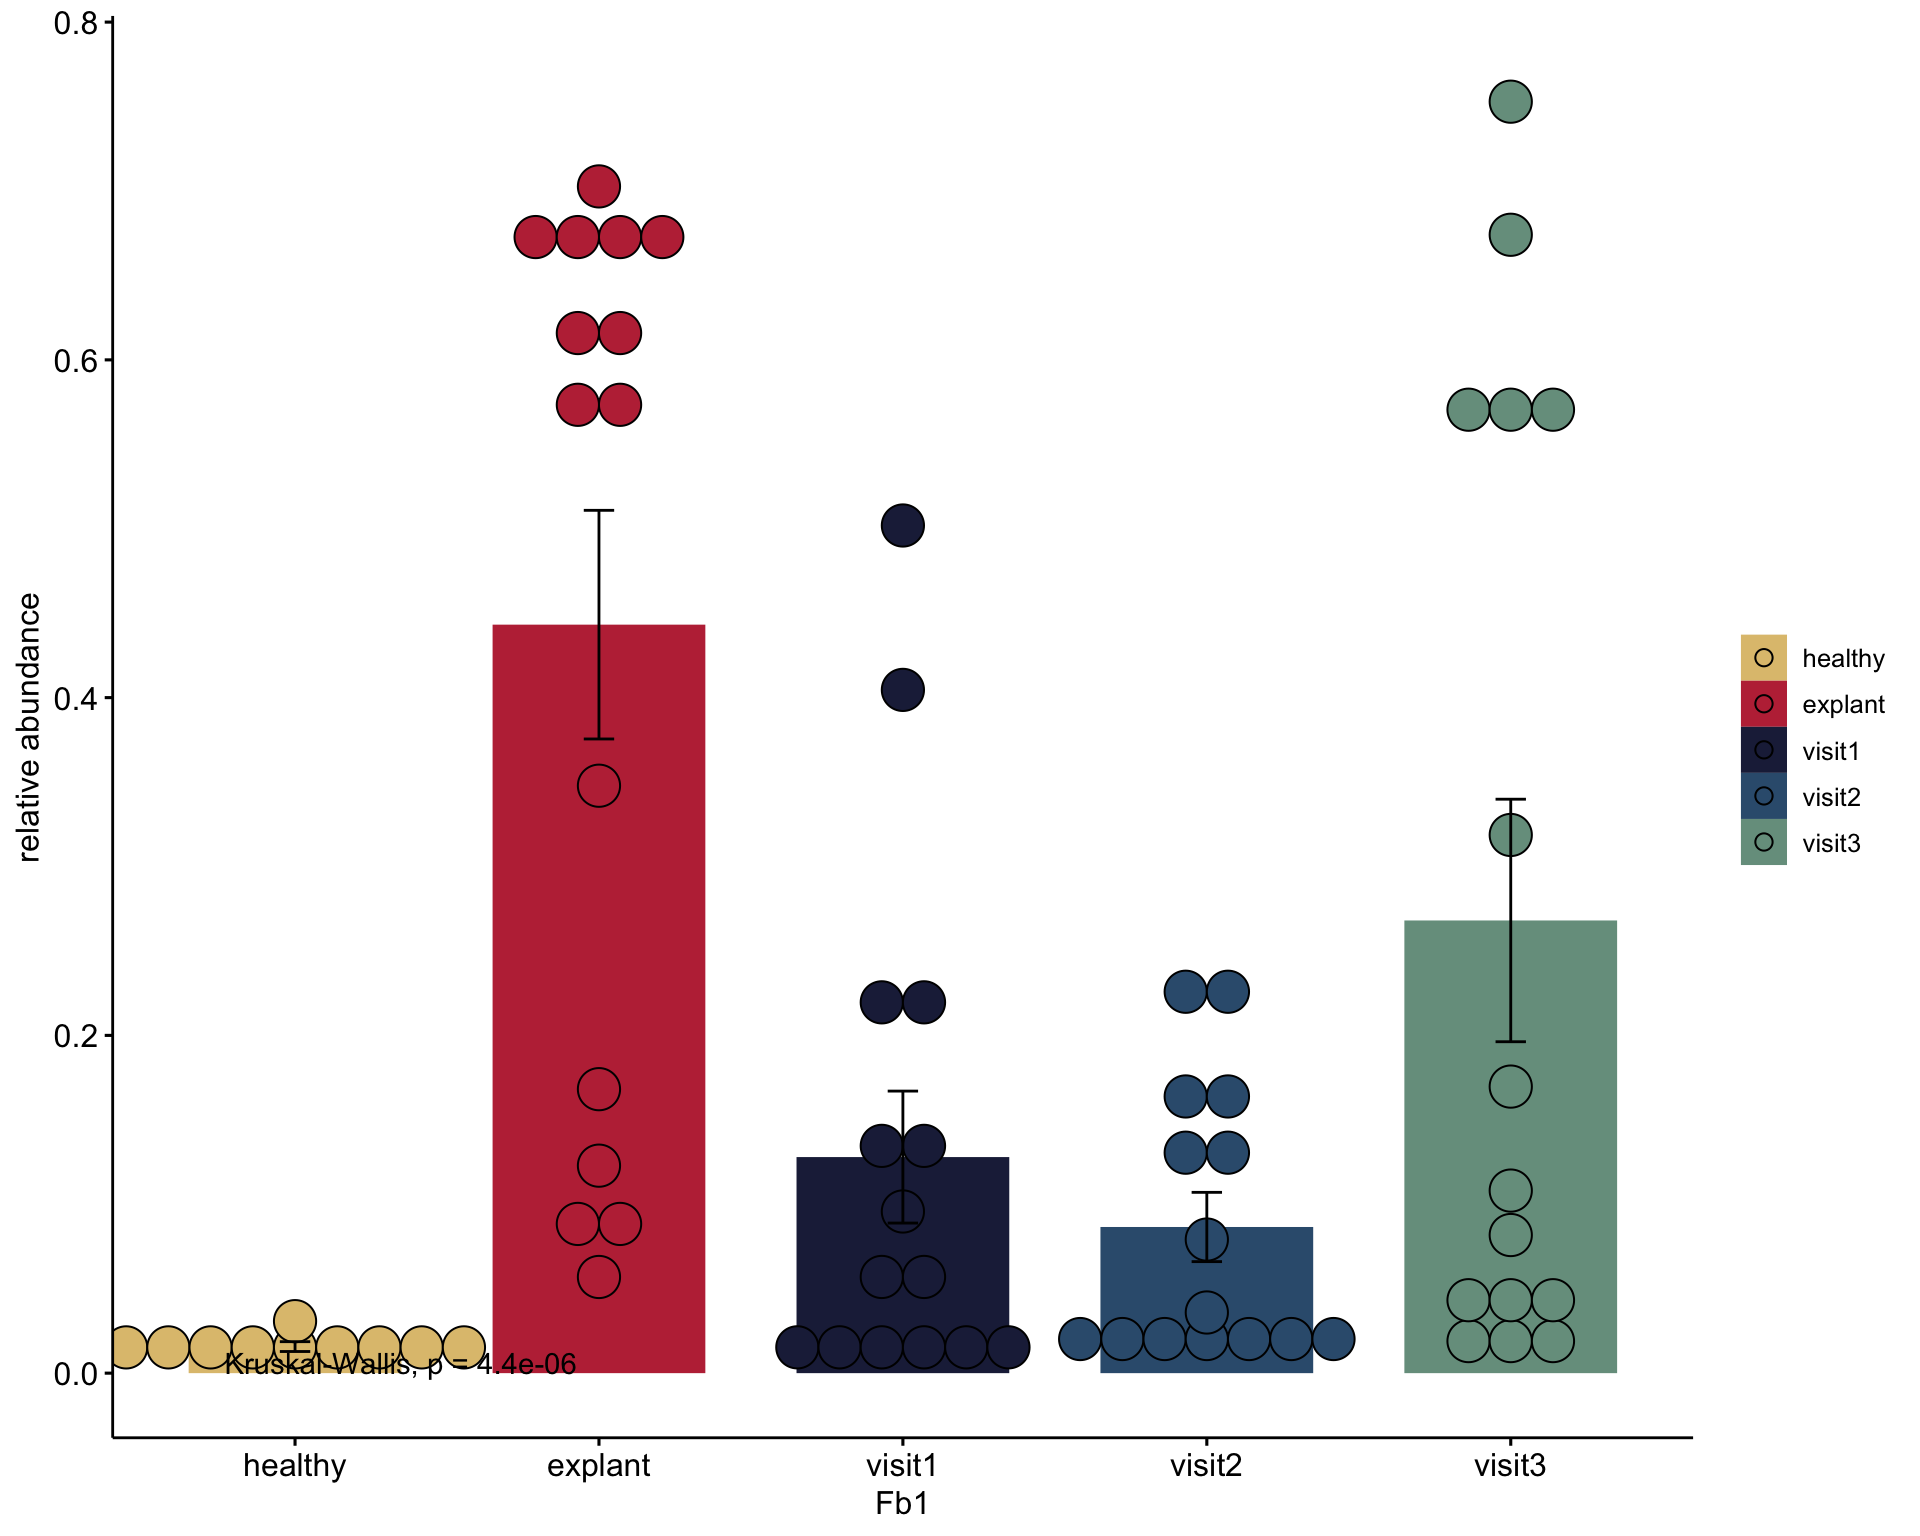 0.8
0.6
0.4
0.2
0.0
relative abundance
Kruskal-Wallis, p = 4.4e-06
healthy
explant
visit1
visit2
visit3
Fb1
healthy
explant
visit1
visit2
visit3